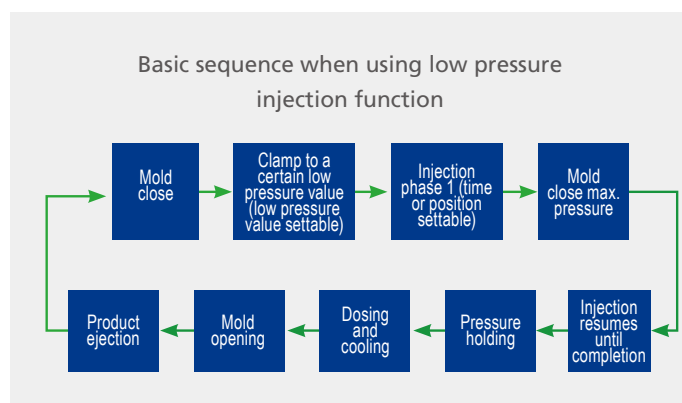 Basic sequence when using low pressure
injection function
Mold
close
Clamp to a
certain low
pressure value
(low pressure
value settable)
Injection
phase 1 (time
or position
settable)
Mold
close max.
pressure
Injection
resumes
until
completion
Pressure
holding
Dosing
and
cooling
Mold
opening
Product
ejection